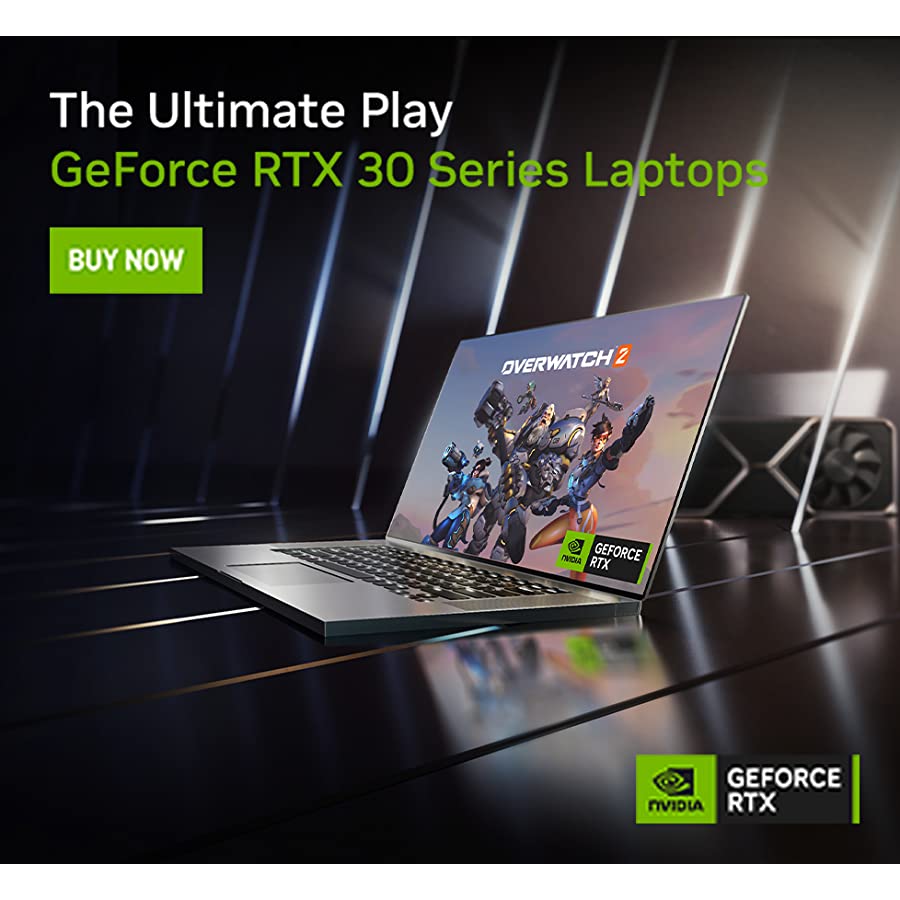 The Ultimate Play
GeForce RTX 30 Series Laptops
BUY NOW
OVERWATCH 2
NVIDIA
GEFORCE
RTX
NVIDIA
GEFORCE
RTX